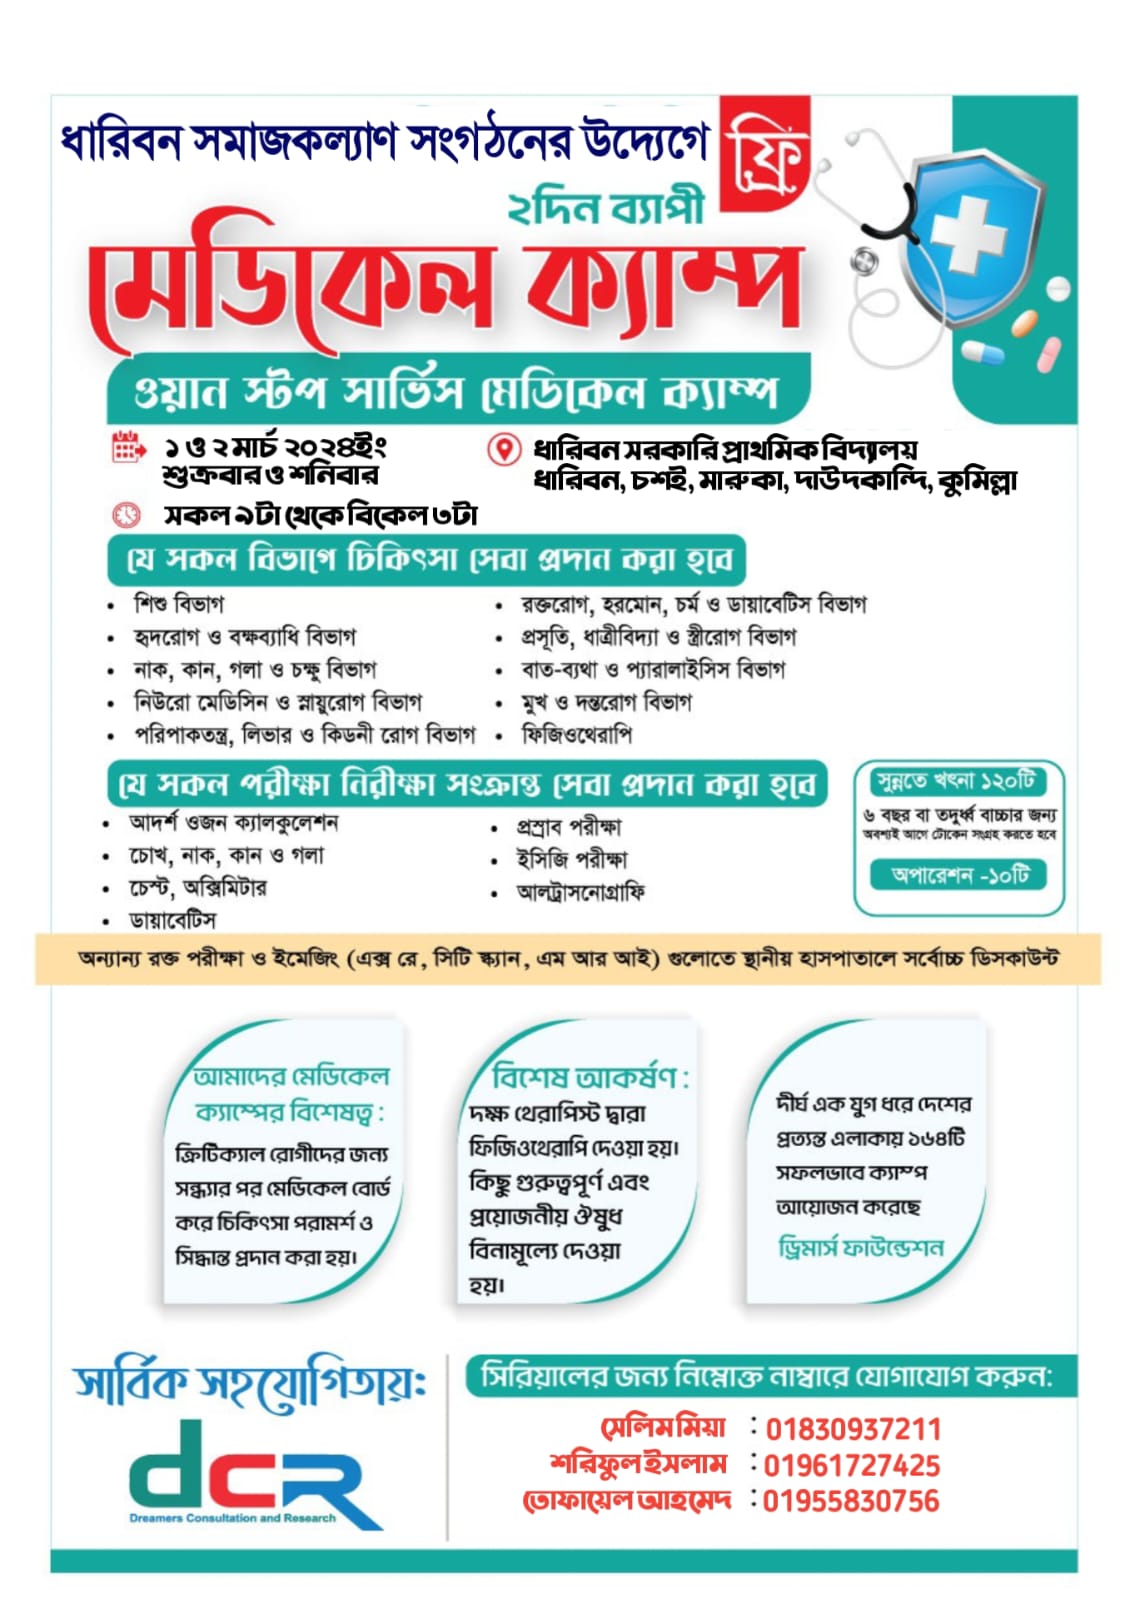 ধারিবন সমাজকল্যাণ সংগঠনের উদ্যেগে
ফ্রি
২দিন ব্যাপী
মেডিকেল ক্যাম্প
ওয়ান স্টপ সার্ভিস মেডিকেল ক্যাম্প
১ ও ২ মার্চ ২০২৪ইং
শুক্রবার ও শনিবার
সকল ৯টা থেকে বিকেল ৩টা
ধারিবন সরকারি প্রাথমিক বিদ্যালয়
ধারিবন, চশই, মারুকা, দাউদকান্দি, কুমিল্লা
যে সকল বিভাগে চিকিৎসা সেবা প্রদান করা হবে
• শিশু বিভাগ
• হৃদরোগ ও বক্ষব্যাধি বিভাগ
• নাক, কান, গলা ও চক্ষু বিভাগ
• নিউরো মেডিসিন ও স্নায়ুরোগ বিভাগ
• পরিপাকতন্ত্র, লিভার ও কিডনী রোগ বিভাগ
• রক্তরোগ, হরমোন, চর্ম ও ডায়াবেটিস বিভাগ
• প্রসূতি, ধাত্রীবিদ্যা ও স্ত্রীরোগ বিভাগ
• বাত-ব্যথা ও প্যারালাইসিস বিভাগ
• মুখ ও দন্তরোগ বিভাগ
• ফিজিওথেরাপি
যে সকল পরীক্ষা নিরীক্ষা সংক্রান্ত সেবা প্রদান করা হবে
• আদর্শ ওজন ক্যালকুলেশন
• চোখ, নাক, কান ও গলা
• চেস্ট, অক্সিমিটার
• ডায়াবেটিস
• প্রস্রাব পরীক্ষা
• ইসিজি পরীক্ষা
• আলট্রাসনোগ্রাফি
সুন্নতে খৎনা ১২০টি
৬ বছর বা তদুর্ধ্ব বাচ্চার জন্য
অবশ্যই আগে টোকেন সংগ্রহ করতে হবে
অপারেশন -১০টি
অন্যান্য রক্ত পরীক্ষা ও ইমেজিং (এক্স রে, সিটি স্ক্যান, এম আর আই) গুলোতে স্থানীয় হাসপাতালে সর্বোচ্চ ডিসকাউন্ট
আমাদের মেডিকেল
ক্যাম্পের বিশেষত্ব :
ক্রিটিক্যাল রোগীদের জন্য
সন্ধ্যার পর মেডিকেল বোর্ড
করে চিকিৎসা পরামর্শ ও
সিদ্ধান্ত প্রদান করা হয়।
বিশেষ আকর্ষণ :
দক্ষ থেরাপিস্ট দ্বারা
ফিজিওথেরাপি দেওয়া হয়।
কিছু গুরুত্বপূর্ণ এবং
প্রয়োজনীয় ঔষুধ
বিনামূল্যে দেওয়া
হয়।
দীর্ঘ এক যুগ ধরে দেশের
প্রত্যন্ত এলাকায় ১৬৪টি
সফলভাবে ক্যাম্প
আয়োজন করেছে
ড্রিমার্স ফাউন্ডেশন
সার্বিক সহযোগিতায়ঃ
dcR
Dreamers Consultation and Research
সিরিয়ালের জন্য নিম্নোক্ত নাম্বারে যোগাযোগ করুন:
সেলিম মিয়া : 01830937211
শরিফুল ইসলাম : 01961727425
তোফায়েল আহমেদ : 01955830756